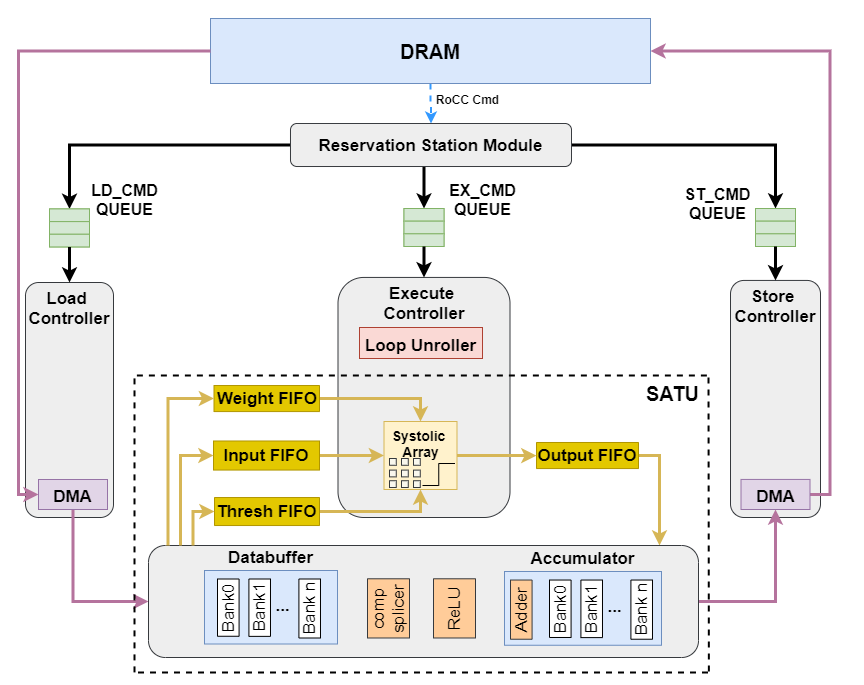 DRAM
RoCC Cmd
Reservation Station Module
LD_CMD
QUEUE
EX_CMD
QUEUE
ST_CMD
QUEUE
Load
Controller
Execute
Controller
Loop Unroller
Store
Controller
SATU
Weight FIFO
Input FIFO
Thresh FIFO
Systolic
Array
Output FIFO
DMA
DMA
Databuffer
Bank0
Bank1
...
Bank n
comp
splicer
ReLU
Accumulator
Adder
Bank0
Bank1
...
Bank n